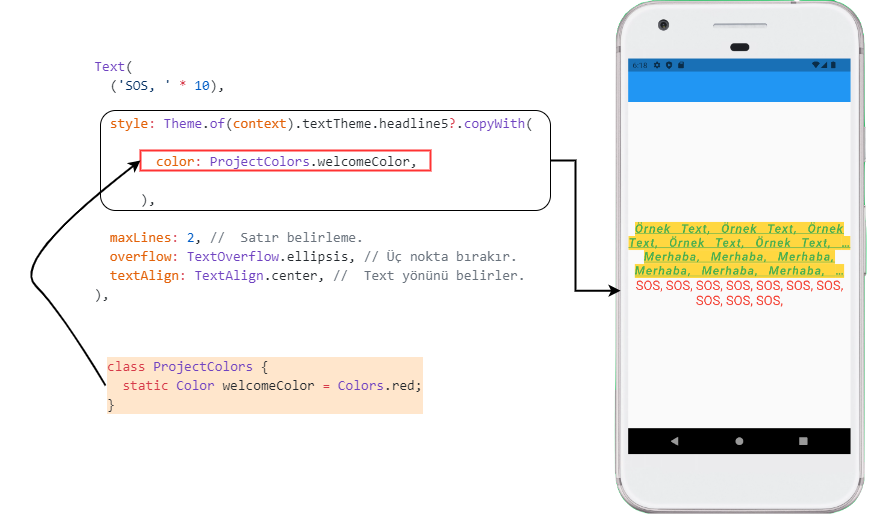 Text(
('SOS, ' * 10),
style: Theme.of(context).textTheme.headline5?.copyWith(
color: ProjectColors.welcomeColor,
),
maxLines: 2, // Satır belirleme.
overflow: TextOverflow.ellipsis, // Üç nokta bırakır.
textAlign: TextAlign.center, // Text yönünü belirler.
),
class ProjectColors {
static Color welcomeColor = Colors.red;
}
6:18
Örnek Text, Örnek Text, Örnek
Text, Örnek Text, Örnek Text, ...
Merhaba, Merhaba, Merhaba,
Merhaba, Merhaba, Merhaba, ...
SOS, SOS, SOS, SOS, SOS, SOS, SOS,
SOS, SOS, SOS,